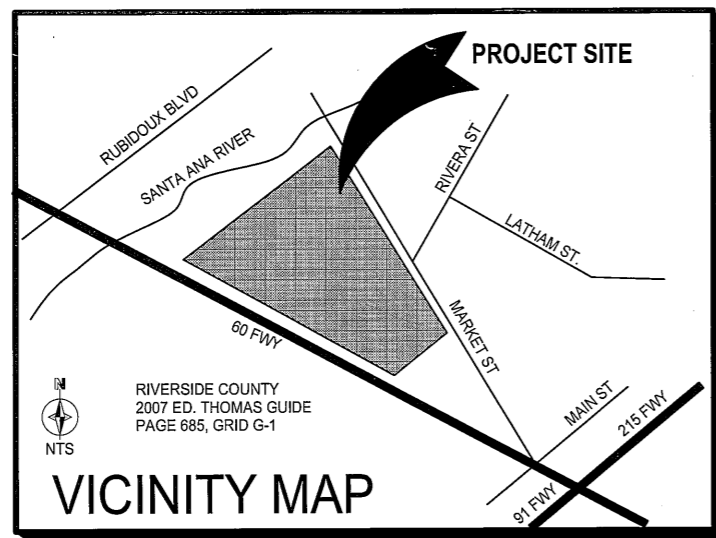 PROJECT SITE
RUBIDOUX BLVD
SANTA ANA RIVER
RIVERA ST
LATHAM ST.
60 FWY
MARKET ST
MAIN ST
215 FWY
91 FWY
N
NTS
RIVERSIDE COUNTY
2007 ED. THOMAS GUIDE
PAGE 685, GRID G-1
VICINITY MAP